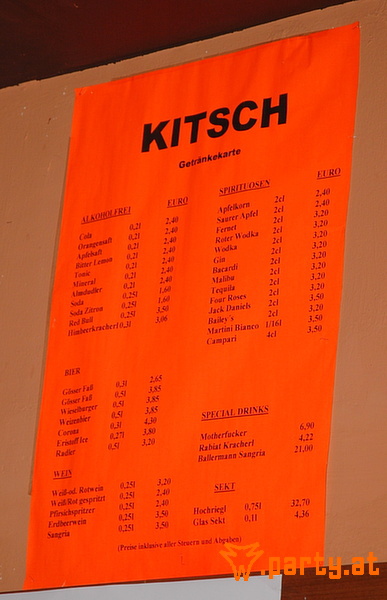 KITSCH
Getränkekarte
ALKOHOLFREI EURO
Cola 0,2l 2,40
Orangensaft 0,2l 2,40
Apfelsaft 0,2l 2,40
Bitter Lemon 0,2l 2,40
Tonic 0,2l 2,40
Mineral 0,2l 2,40
Almdudler 0,2l 2,40
Soda 0,25l 1,60
Soda Zitron 0,25l 1,60
Red Bull 0,25l 3,50
Himbeerkracherl 0,3l 3,06
BIER
Gösser Faß 0,3l 2,65
Gösser Faß 0,5l 3,85
Wieselburger 0,5l 3,85
Weizenbier 0,5l 3,85
Corona 0,3l 4,30
Eristoff Ice 0,27l 3,80
Radler 0,5l 3,20
WEIN
Weiß-od. Rotwein 0,25l 3,20
Weiß/Rot gespritzt 0,25l 2,40
Pfirsichspritzer 0,25l 2,40
Erdbeerwein 0,25l 3,50
Sangria 0,25l 3,50
SPIRITUOSEN EURO
Apfelkorn 2cl 2,40
Saurer Apfel 2cl 2,40
Fernet 2cl 3,20
Roter Wodka 2cl 3,20
Wodka 2cl 3,20
Gin 2cl 3,20
Bacardi 2cl 3,20
Malibu 2cl 3,20
Tequila 2cl 3,20
Four Roses 2cl 3,50
Jack Daniels 2cl 3,50
Bailey´s 2cl 3,20
Martini Bianco 1/16l 3,20
Campari 4cl 3,50
SPECIAL DRINKS
Motherfucker 6,90
Rabiat Kracherl 4,22
Ballermann Sangria 21,00
SEKT
Hochriegl 0,75l 32,70
Glas Sekt 0,1l 4,36
(Preise inklusive aller Steuern und Abgaben)
party.at